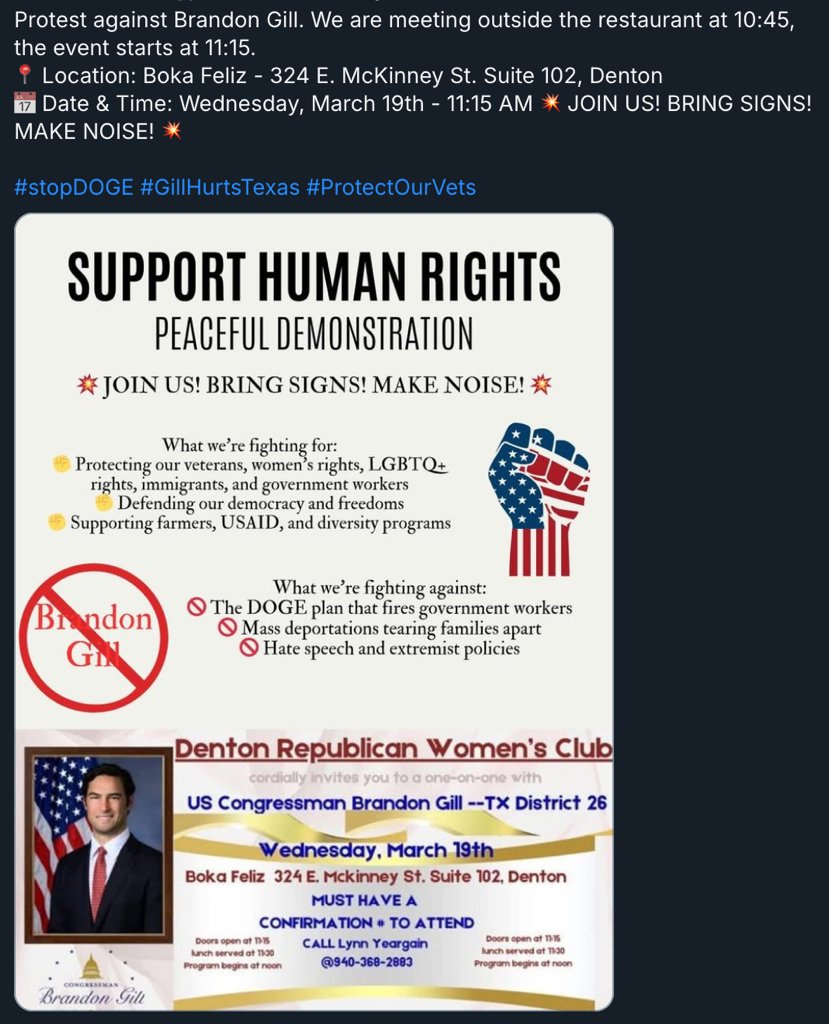 Protest against Brandon Gill. We are meeting outside the restaurant at 10:45,
the event starts at 11:15.
📍 Location: Boka Feliz - 324 E. McKinney St. Suite 102, Denton
📅 Date & Time: Wednesday, March 19th - 11:15 AM 💥 JOIN US! BRING SIGNS!
MAKE NOISE! 💥
#stopDOGE #GillHurtsTexas #ProtectOurVets
SUPPORT HUMAN RIGHTS
PEACEFUL DEMONSTRATION
💥 JOIN US! BRING SIGNS! MAKE NOISE! 💥
What we're fighting for:
✊ Protecting our veterans, women's rights, LGBTQ+
rights, immigrants, and government workers
✊ Defending our democracy and freedoms
✊ Supporting farmers, USAID, and diversity programs
What we're fighting against:
🚫 The DOGE plan that fires government workers
🚫 Mass deportations tearing families apart
🚫 Hate speech and extremist policies
Brandon
Gill
Denton Republican Women's Club
cordially invites you to a one-on-one with
US Congressman Brandon Gill --TX District 26
Wednesday, March 19th
Boka Feliz 324 E. Mckinney St. Suite 102, Denton
MUST HAVE A
CONFIRMATION # TO ATTEND
CALL Lynn Yeargain
@940-368-2883
Doors open at 11:15
lunch served at 11:30
Program begins at noon
Doors open at 11:15
lunch served at 11:30
Program begins at noon
CONGRESSMAN
Brandon Gill